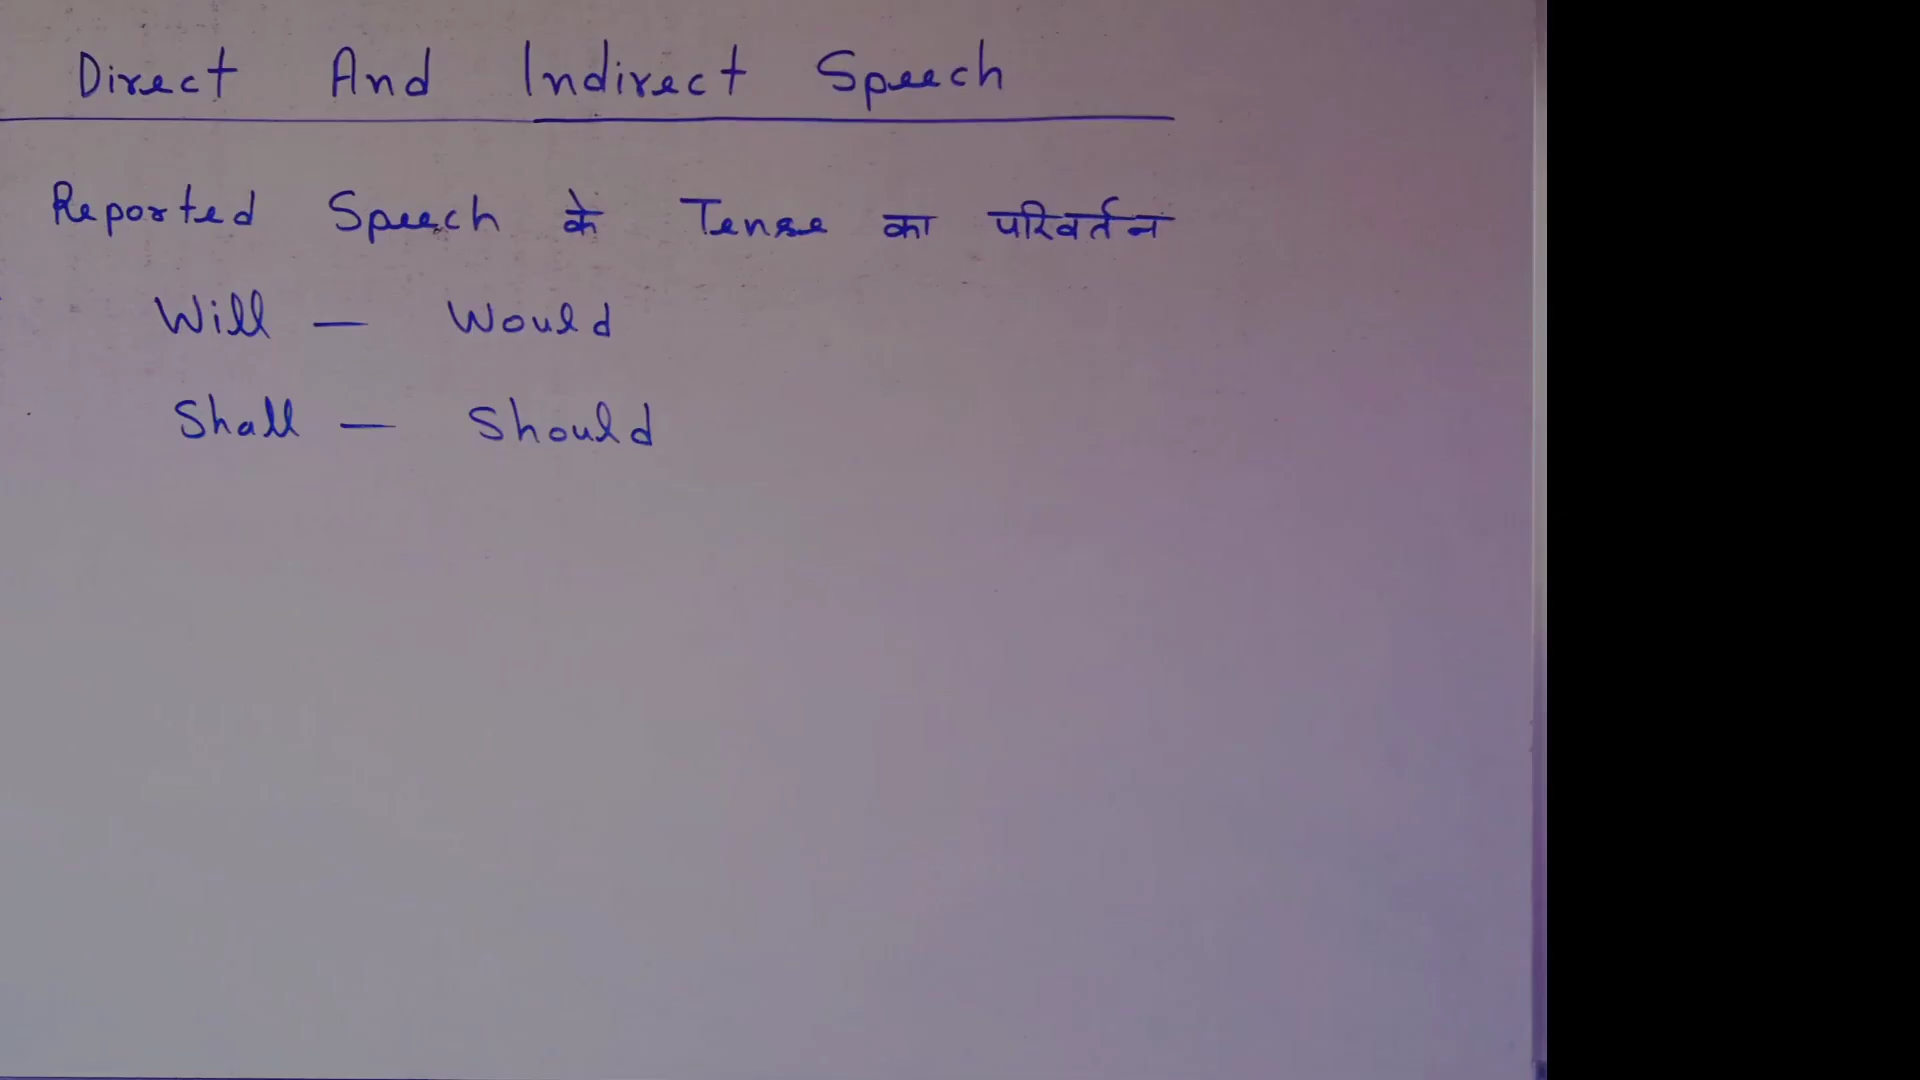 Direct And Indirect Speech
Reported Speech के Tense का परिवर्तन
Will — Would
Shall — Should